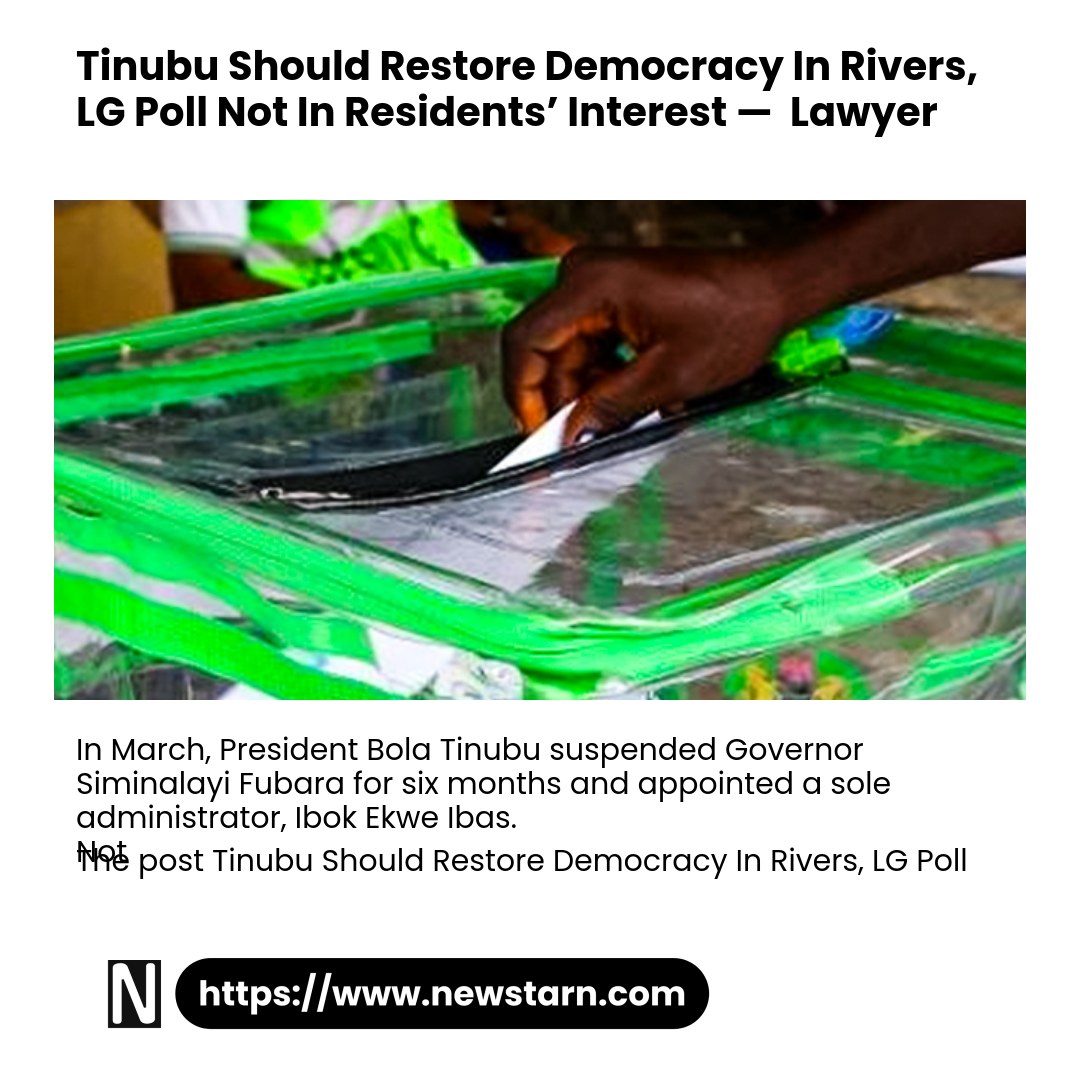 Tinubu Should Restore Democracy In Rivers,
LG Poll Not In Residents’ Interest — Lawyer
In March, President Bola Tinubu suspended Governor
Siminalayi Fubara for six months and appointed a sole
administrator, Ibok Ekwe Ibas.
Not
The post Tinubu Should Restore Democracy In Rivers, LG Poll
N
https://www.newstarn.com